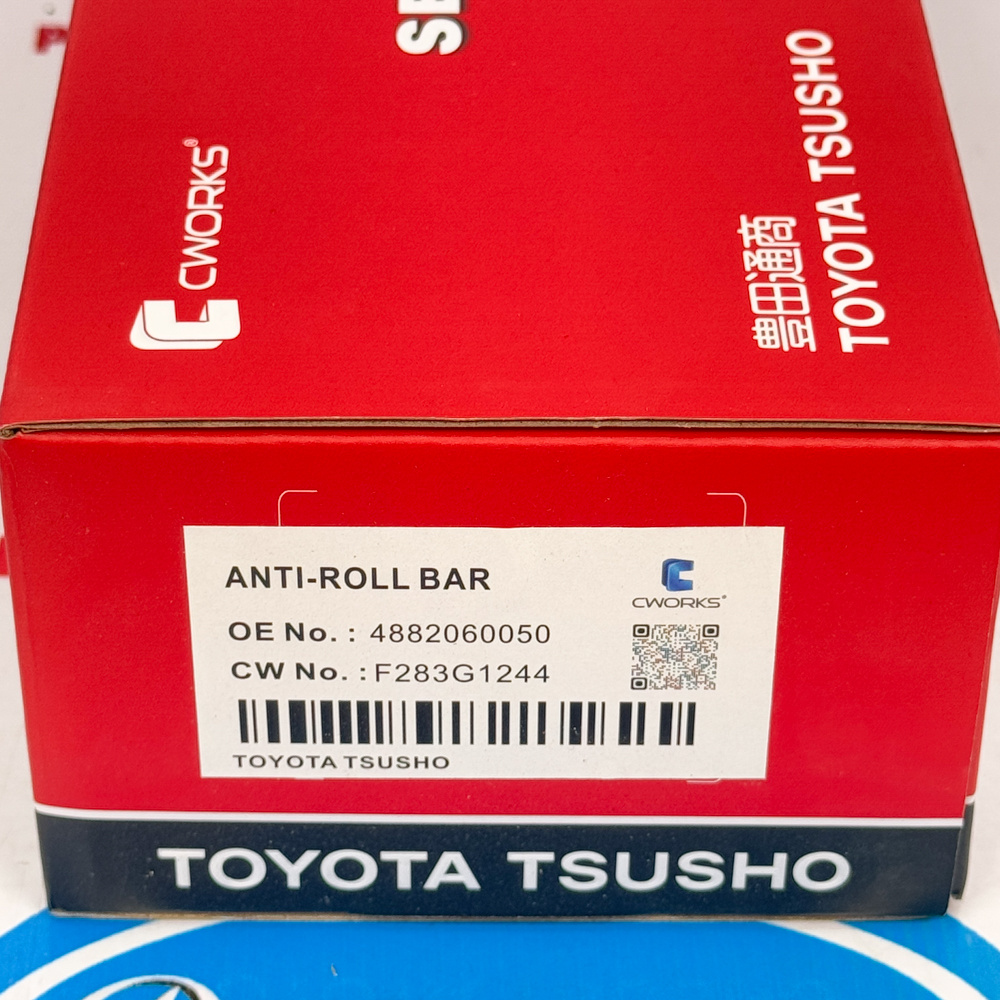 CWORKS®
豊田通商
TOYOTA TSUSHO
ANTI-ROLL BAR
CWORKS®
OE No. : 4882060050
CW No. : F283G1244
TOYOTA TSUSHO
TOYOTA TSUSHO